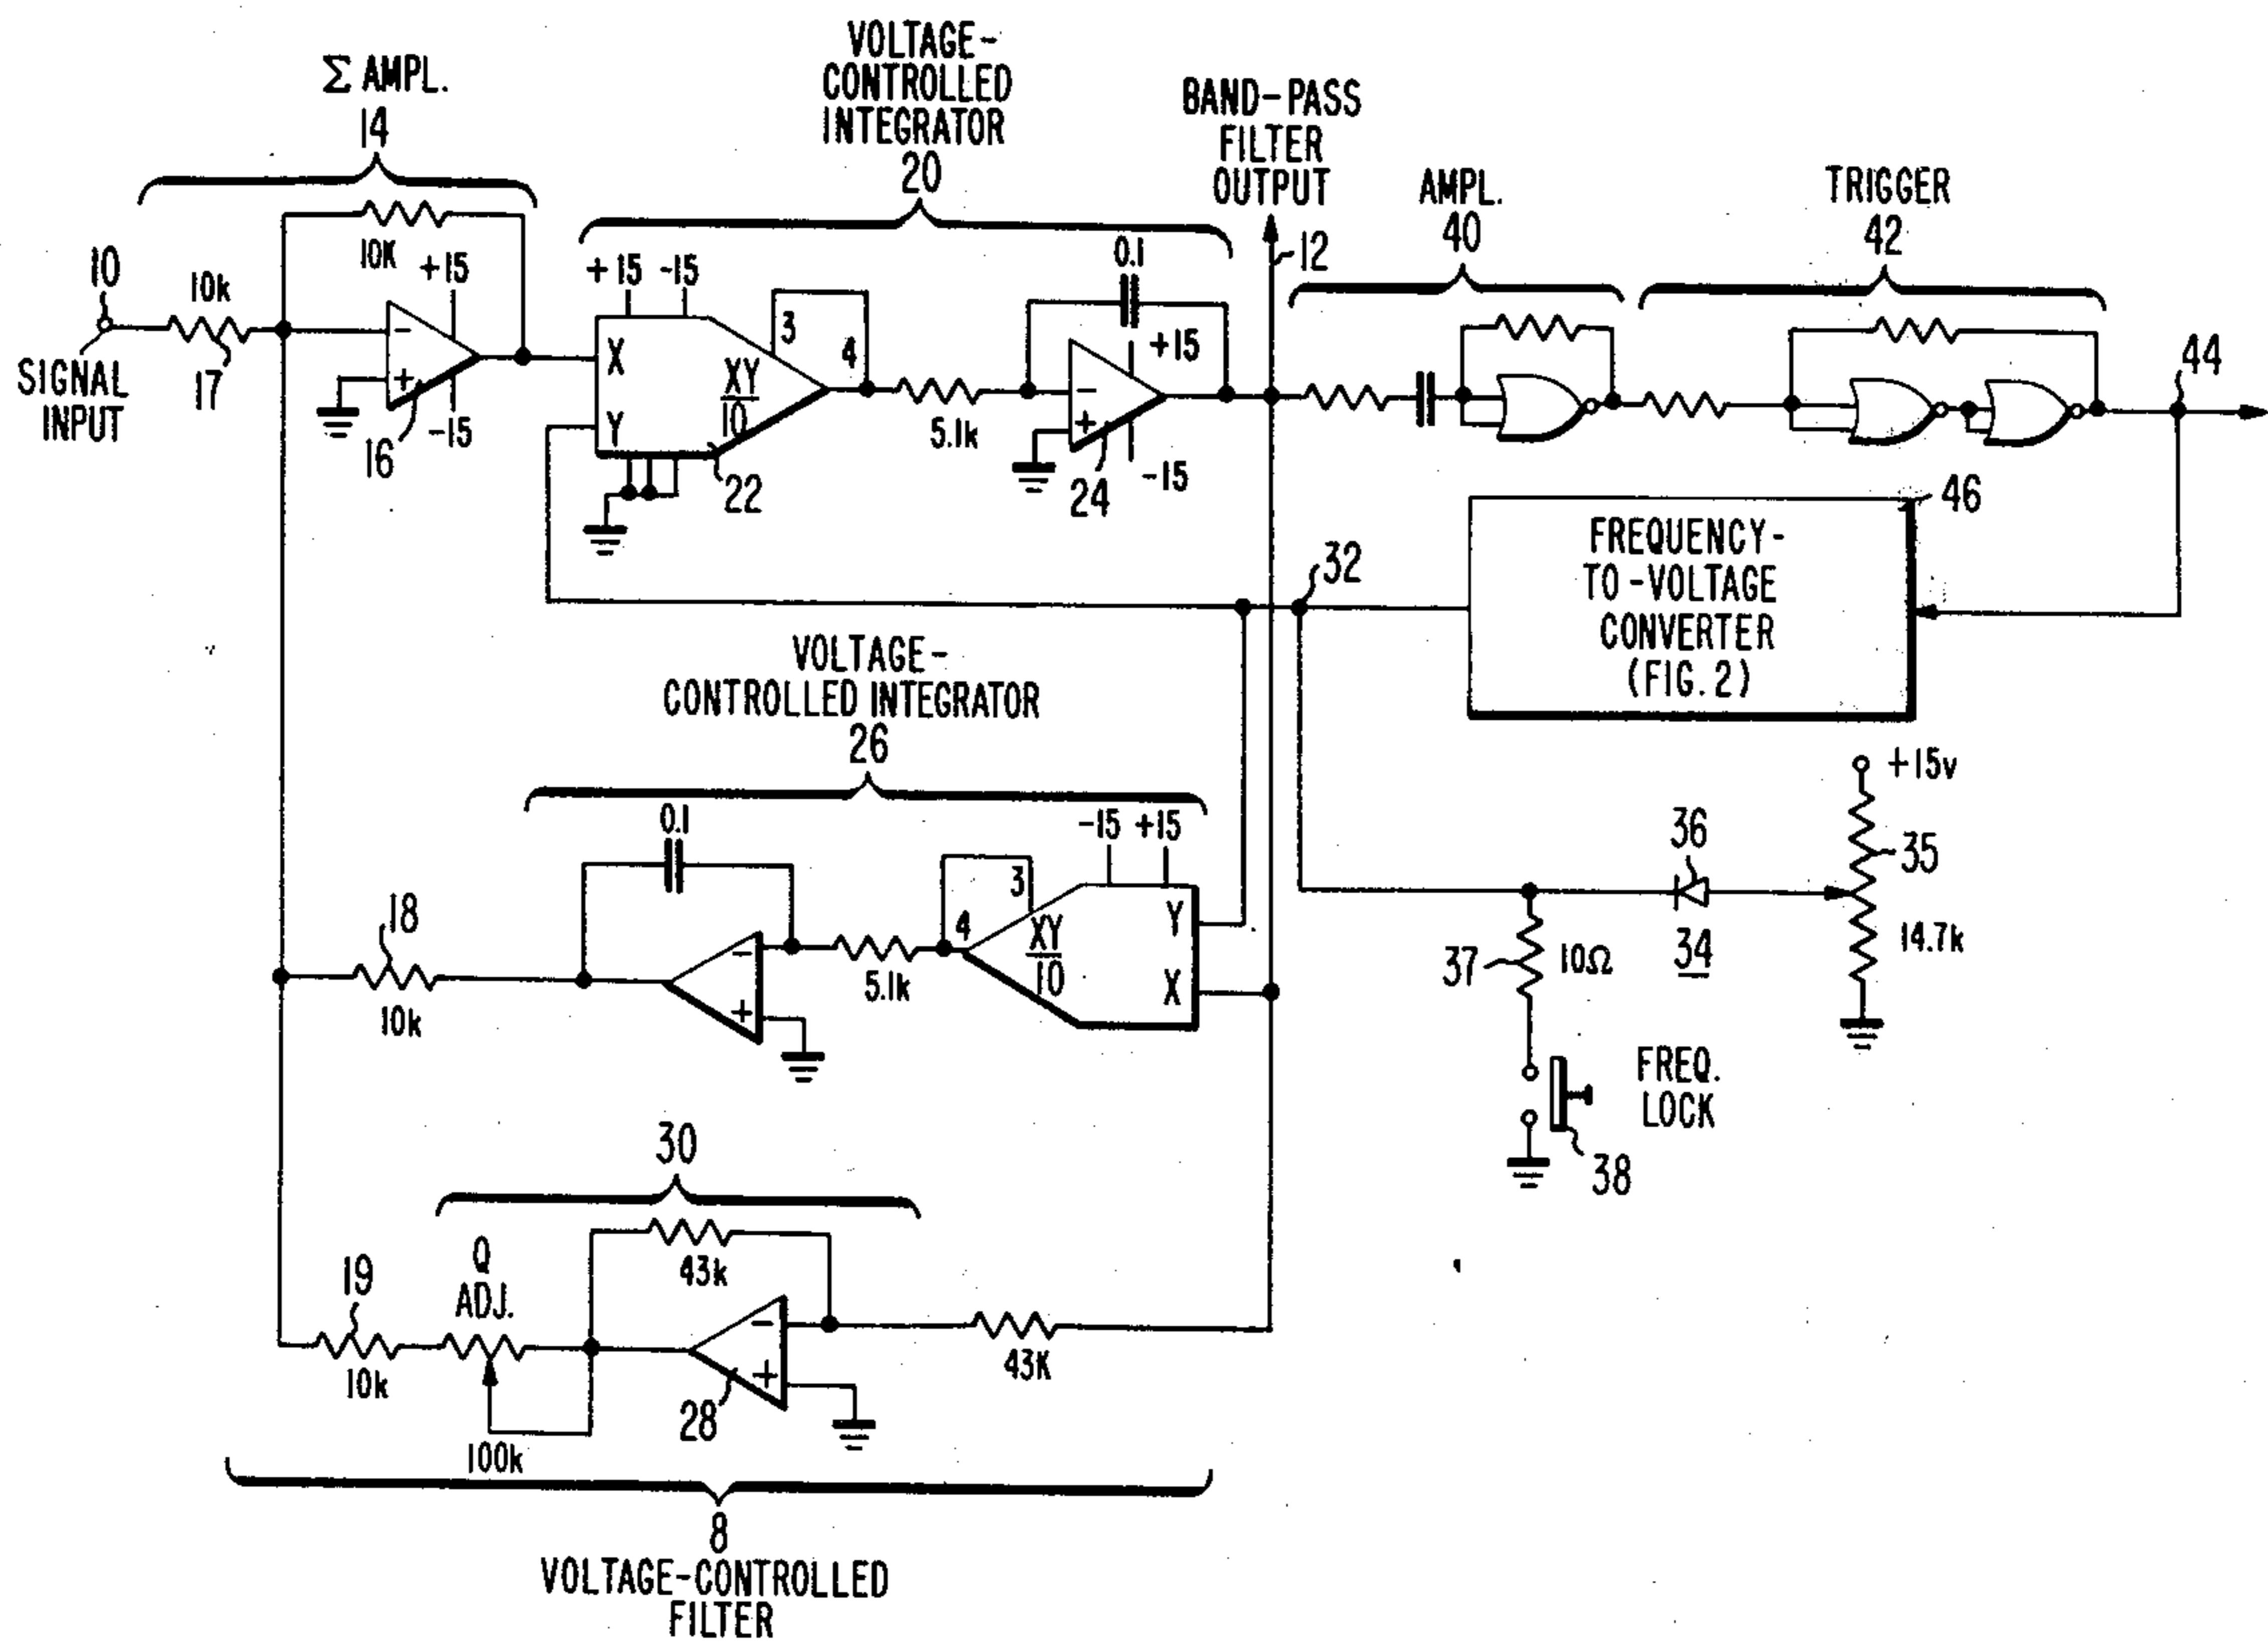 Σ AMPL.
14
10K
+15
-15
16
10
10k
17
SIGNAL
INPUT
VOLTAGE-
CONTROLLED
INTEGRATOR
20
+15 -15
X
Y
XY
10
3
4
22
5.1k
0.1
+15
-
+
-15
24
BAND-PASS
FILTER
OUTPUT
12
AMPL.
40
TRIGGER
42
44
46
FREQUENCY-
TO-VOLTAGE
CONVERTER
(FIG. 2)
32
VOLTAGE-
CONTROLLED INTEGRATOR
26
0.1
-15 +15
3
4
XY
10
Y
X
5.1k
-
+
18
10k
+15v
35
14.7k
36
34
37
10Ω
FREQ.
LOCK
38
30
43k
-
+
28
43K
19
10k
Q
ADJ.
100k
8
VOLTAGE-CONTROLLED
FILTER